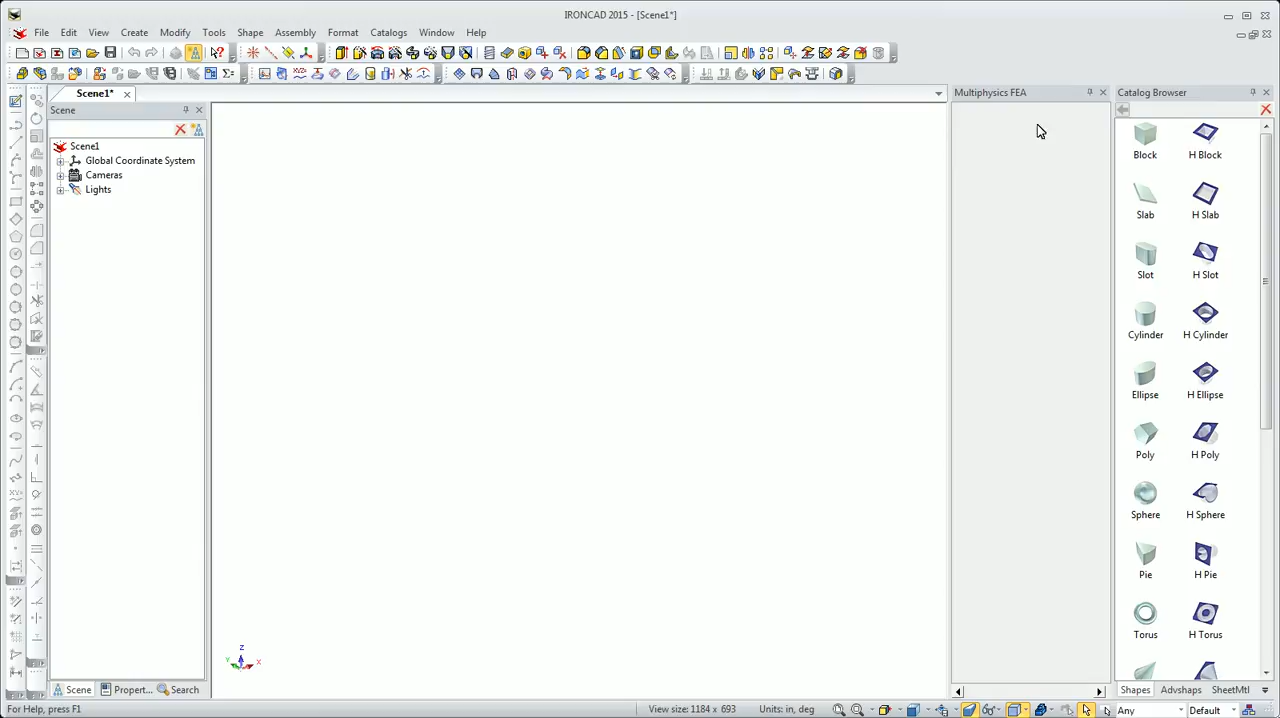 IRONCAD 2015 - [Scene1*]
File Edit View Create Modify Tools Shape Assembly Format Catalogs Window Help
Scene1*
Scene
Scene1
Global Coordinate System
Cameras
Lights
Z
Y
X
Scene Propert... Search
Multiphysics FEA
Catalog Browser
Block H Block
Slab H Slab
Slot H Slot
Cylinder H Cylinder
Ellipse H Ellipse
Poly H Poly
Sphere H Sphere
Pie H Pie
Torus H Torus
Shapes Advshaps SheetMtl
For Help, press F1
View size: 1184 x 693
Units: in, deg
Any
Default